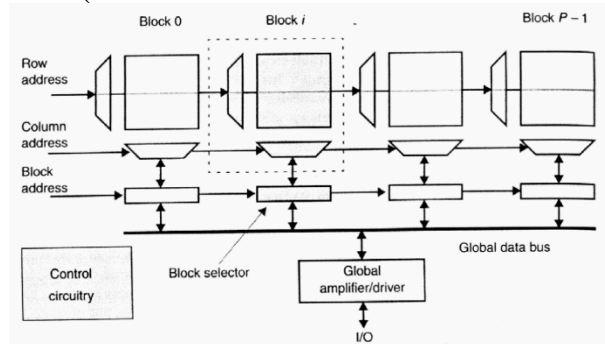 Block 0
Block i
Block P – 1
Row
address
Column
address
Block
address
Global data bus
Control
circuitry
Block selector
Global
amplifier/driver
I/O